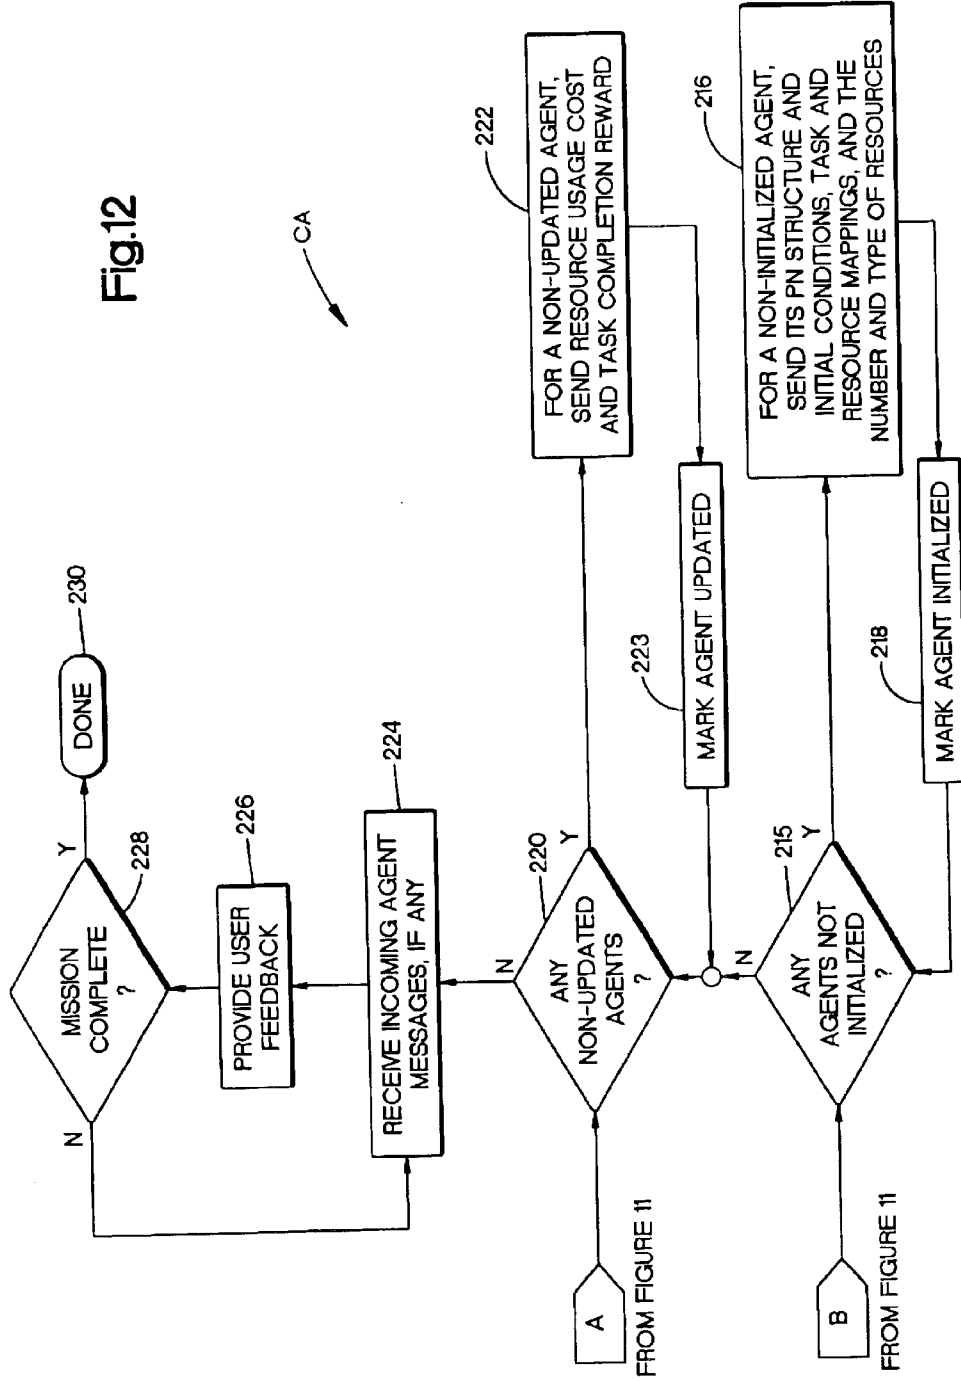 Fig.12
CA
B
FROM FIGURE 11
ANY
AGENTS NOT
INITIALIZED
?
215
Y
N
FOR A NON-INITIALIZED AGENT,
SEND ITS PN STRUCTURE AND
INITIAL CONDITIONS, TASK AND
RESOURCE MAPPINGS, AND THE
NUMBER AND TYPE OF RESOURCES
216
MARK AGENT INITIALIZED
218
A
FROM FIGURE 11
ANY
NON-UPDATED
AGENTS
?
220
Y
N
FOR A NON-UPDATED AGENT,
SEND RESOURCE USAGE COST
AND TASK COMPLETION REWARD
222
MARK AGENT UPDATED
223
RECEIVE INCOMING AGENT
MESSAGES, IF ANY
224
PROVIDE USER
FEEDBACK
226
MISSION
COMPLETE
?
228
N
Y
DONE
230